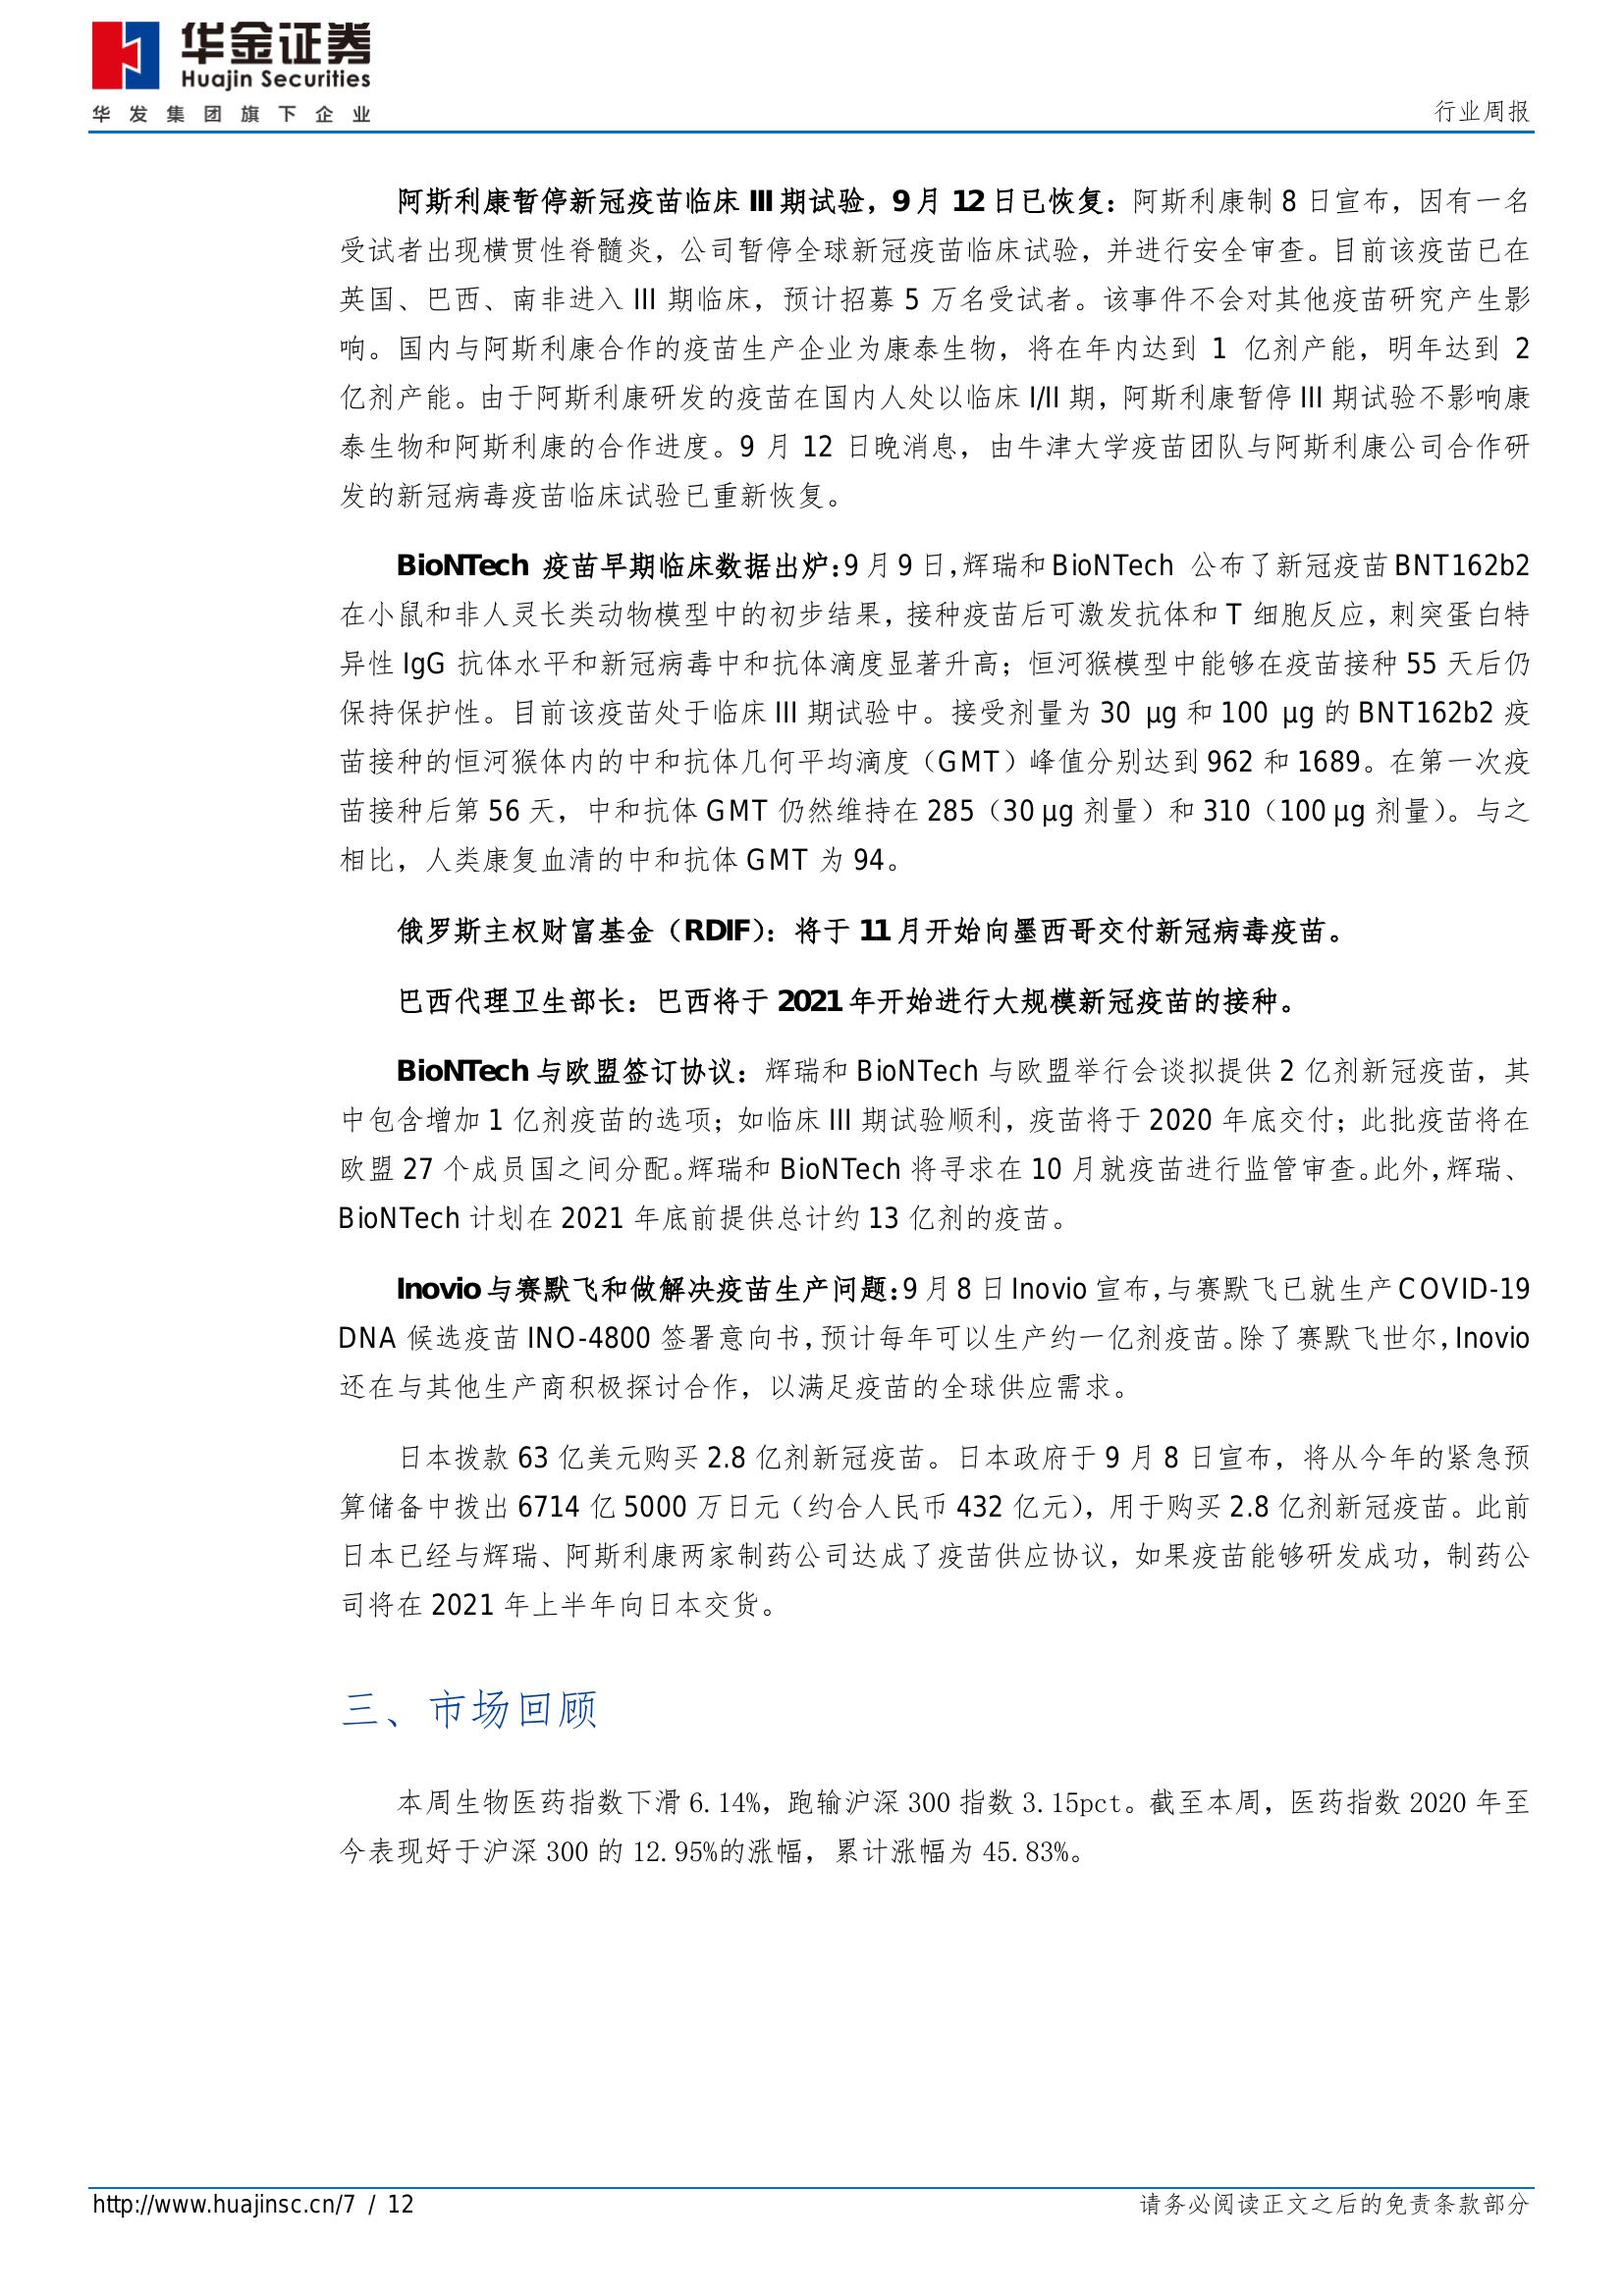 华金证券
Huajin Securities
华发集团旗下企业
行业周报
阿斯利康暂停新冠疫苗临床 III 期试验，9 月 12 日已恢复：阿斯利康制 8 日宣布，因有一名
受试者出现横贯性脊髓炎，公司暂停全球新冠疫苗临床试验，并进行安全审查。目前该疫苗已在
英国、巴西、南非进入 III 期临床，预计招募 5 万名受试者。该事件不会对其他疫苗研究产生影
响。国内与阿斯利康合作的疫苗生产企业为康泰生物，将在年内达到 1 亿剂产能，明年达到 2
亿剂产能。由于阿斯利康研发的疫苗在国内人处以临床 I/II 期，阿斯利康暂停 III 期试验不影响康
泰生物和阿斯利康的合作进度。9 月 12 日晚消息，由牛津大学疫苗团队与阿斯利康公司合作研
发的新冠病毒疫苗临床试验已重新恢复。
BioNTech 疫苗早期临床数据出炉：9 月 9 日，辉瑞和 BioNTech 公布了新冠疫苗 BNT162b2
在小鼠和非人灵长类动物模型中的初步结果，接种疫苗后可激发抗体和 T 细胞反应，刺突蛋白特
异性 IgG 抗体水平和新冠病毒中和抗体滴度显著升高；恒河猴模型中能够在疫苗接种 55 天后仍
保持保护性。目前该疫苗处于临床 III 期试验中。接受剂量为 30 μg 和 100 μg 的 BNT162b2 疫
苗接种的恒河猴体内的中和抗体几何平均滴度（GMT）峰值分别达到 962 和 1689。在第一次疫
苗接种后第 56 天，中和抗体 GMT 仍然维持在 285（30 μg 剂量）和 310（100 μg 剂量）。与之
相比，人类康复血清的中和抗体 GMT 为 94。
俄罗斯主权财富基金（RDIF）：将于 11 月开始向墨西哥交付新冠病毒疫苗。
巴西代理卫生部长：巴西将于 2021 年开始进行大规模新冠疫苗的接种。
BioNTech 与欧盟签订协议：辉瑞和 BioNTech 与欧盟举行会谈拟提供 2 亿剂新冠疫苗，其
中包含增加 1 亿剂疫苗的选项；如临床 III 期试验顺利，疫苗将于 2020 年底交付；此批疫苗将在
欧盟 27 个成员国之间分配。辉瑞和 BioNTech 将寻求在 10 月就疫苗进行监管审查。此外，辉瑞、
BioNTech 计划在 2021 年底前提供总计约 13 亿剂的疫苗。
Inovio 与赛默飞和做解决疫苗生产问题：9 月 8 日 Inovio 宣布，与赛默飞已就生产 COVID-19
DNA 候选疫苗 INO-4800 签署意向书，预计每年可以生产约一亿剂疫苗。除了赛默飞世尔，Inovio
还在与其他生产商积极探讨合作，以满足疫苗的全球供应需求。
日本拨款 63 亿美元购买 2.8 亿剂新冠疫苗。日本政府于 9 月 8 日宣布，将从今年的紧急预
算储备中拨出 6714 亿 5000 万日元（约合人民币 432 亿元），用于购买 2.8 亿剂新冠疫苗。此前
日本已经与辉瑞、阿斯利康两家制药公司达成了疫苗供应协议，如果疫苗能够研发成功，制药公
司将在 2021 年上半年向日本交货。
三、市场回顾
本周生物医药指数下滑 6.14%，跑输沪深 300 指数 3.15pct。截至本周，医药指数 2020 年至
今表现好于沪深 300 的 12.95%的涨幅，累计涨幅为 45.83%。
http://www.huajinsc.cn/7 / 12
请务必阅读正文之后的免责条款部分